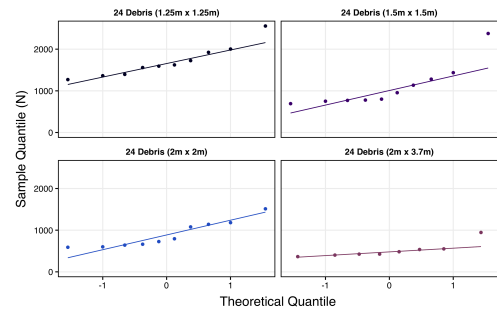 24 Debris (1.25m x 1.25m)
24 Debris (1.5m x 1.5m)
2000
1000
0
24 Debris (2m x 2m)
24 Debris (2m x 3.7m)
2000
1000
0
-1 0 1
-1 0 1
Sample Quantile (N)
Theoretical Quantile